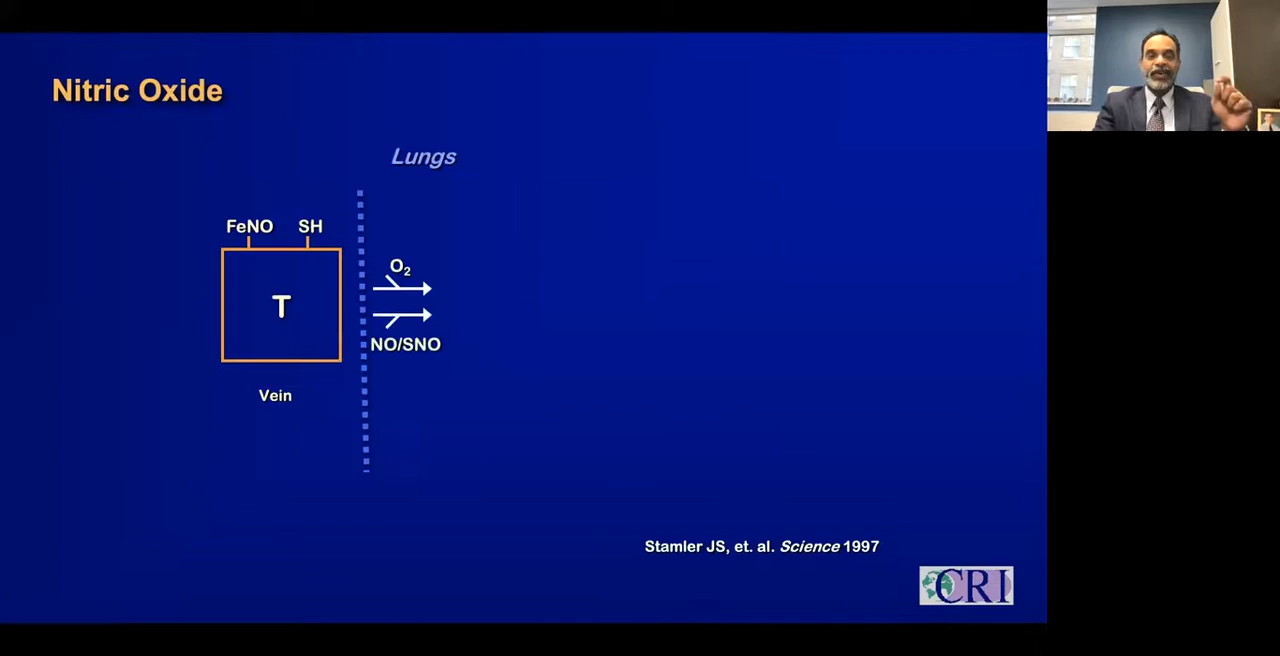 Nitric Oxide
Lungs
FeNO SH
O2
T
NO/SNO
Vein
Stamler JS, et. al. Science 1997
CRI